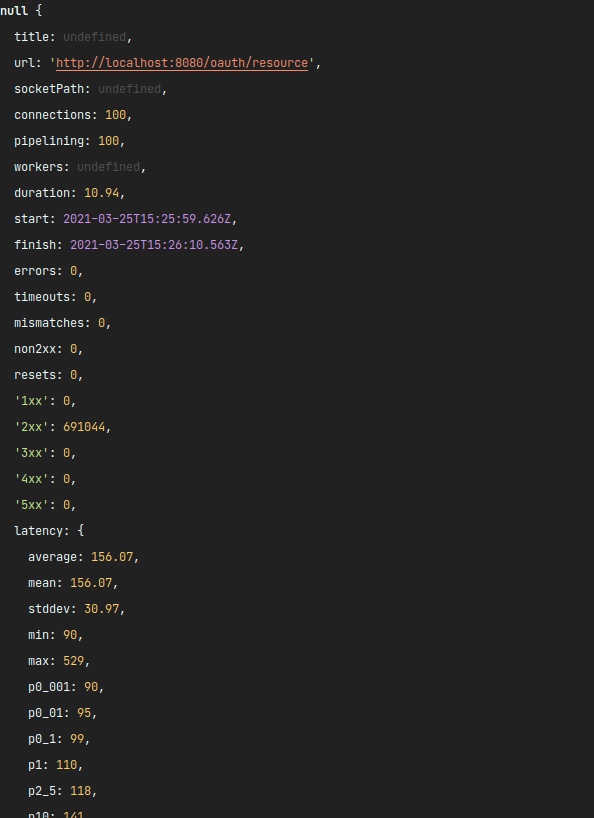 null {
title: undefined,
url: 'http://localhost:8080/oauth/resource',
socketPath: undefined,
connections: 100,
pipelining: 100,
workers: undefined,
duration: 10.94,
start: 2021-03-25T15:25:59.626Z,
finish: 2021-03-25T15:26:10.563Z,
errors: 0,
timeouts: 0,
mismatches: 0,
non2xx: 0,
resets: 0,
'1xx': 0,
'2xx': 691044,
'3xx': 0,
'4xx': 0,
'5xx': 0,
latency: {
average: 156.07,
mean: 156.07,
stddev: 30.97,
min: 90,
max: 529,
p0_001: 90,
p0_01: 95,
p0_1: 99,
p1: 110,
p2_5: 118,
p10: 141